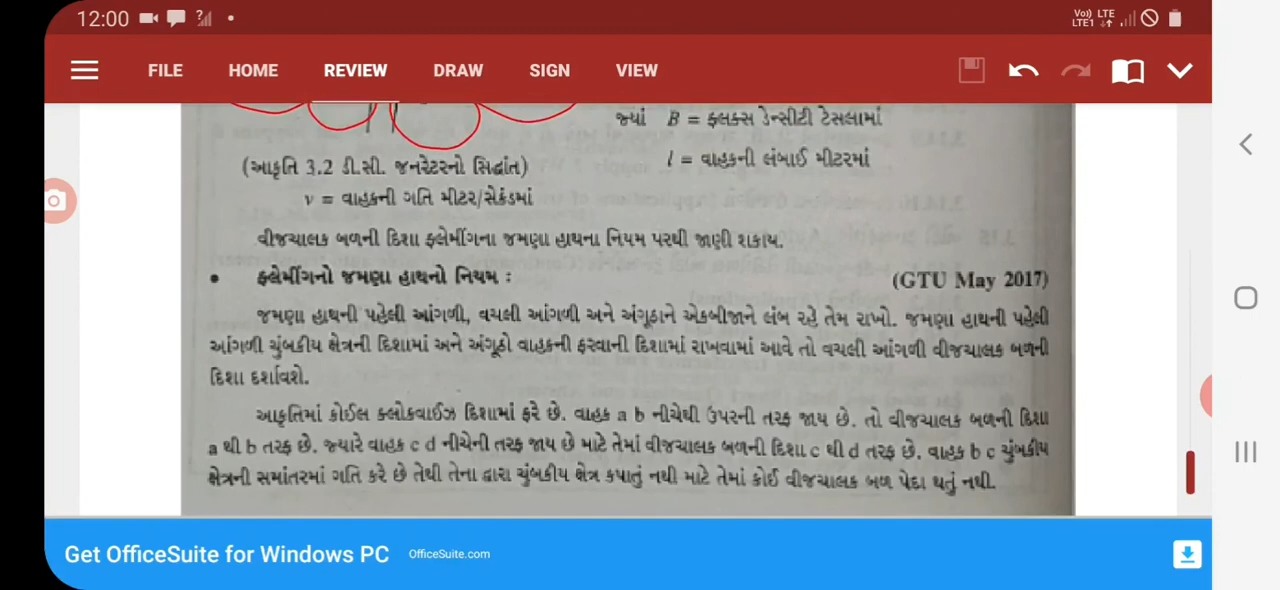 12:00
Vo) LTE
LTE1
FILE HOME REVIEW DRAW SIGN VIEW
જ્યાં B = ફ્લક્સ ડેન્સીટી ટેસલામાં
(આકૃતિ 3.2 ડી.સી. જનરેટરનો સિદ્ધાંત)
l = વાહકની લંબાઈ મીટરમાં
v = વાહકની ગતિ મીટર/સેકંડમાં
વીજચાલક બળની દિશા ફ્લેમીંગના જમણા હાથના નિયમ પરથી જાણી શકાય.
• ફ્લેમીંગનો જમણા હાથનો નિયમ : (GTU May 2017)
જમણા હાથની પહેલી આંગળી, વચલી આંગળી અને અંગૂઠાને એકબીજાને લંબ રહે તેમ રાખો. જમણા હાથની પહેલી
આંગળી ચુંબકીય ક્ષેત્રની દિશામાં અને અંગૂઠો વાહકની ફરવાની દિશામાં રાખવામાં આવે તો વચલી આંગળી વીજચાલક બળની
દિશા દર્શાવશે.
આકૃતિમાં કોઈલ ક્લોકવાઈઝ દિશામાં ફરે છે. વાહક a b નીચેથી ઉપરની તરફ જાય છે. તો વીજચાલક બળની દિશા
a થી b તરફ છે. જ્યારે વાહક c d નીચેની તરફ જાય છે માટે તેમાં વીજચાલક બળની દિશા c થી d તરફ છે. વાહક b c ચુંબકીય
ક્ષેત્રની સમાંતરમાં ગતિ કરે છે તેથી તેના દ્વારા ચુંબકીય ક્ષેત્ર કપાતું નથી માટે તેમાં કોઈ વીજચાલક બળ પેદા થતું નથી.
Get OfficeSuite for Windows PC OfficeSuite.com